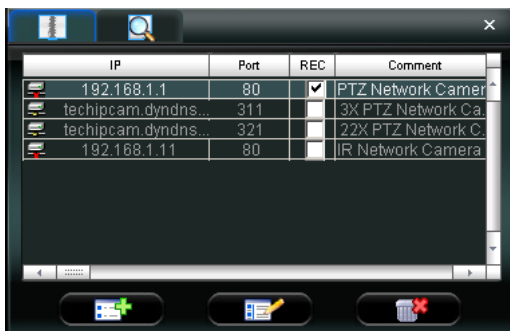 IP Port REC Comment
192.168.1.1 80 PTZ Network Camer
techipcam.dyndns... 311 3X PTZ Network Ca.
techipcam.dyndns... 321 22X PTZ Network C.
192.168.1.11 80 IR Network Camera